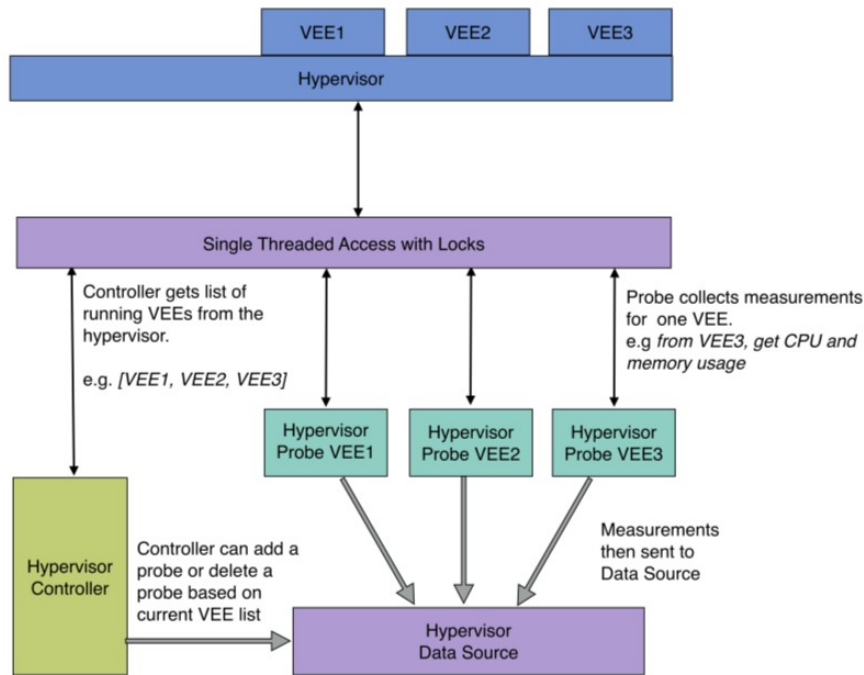 VEE1
VEE2
VEE3
Hypervisor
Single Threaded Access with Locks
Controller gets list of
running VEEs from the
hypervisor.
e.g. [VEE1, VEE2, VEE3]
Probe collects measurements
for one VEE.
e.g from VEE3, get CPU and
memory usage
Hypervisor
Probe VEE1
Hypervisor
Probe VEE2
Hypervisor
Probe VEE3
Hypervisor
Controller
Controller can add a
probe or delete a
probe based on
current VEE list
Measurements
then sent to
Data Source
Hypervisor
Data Source